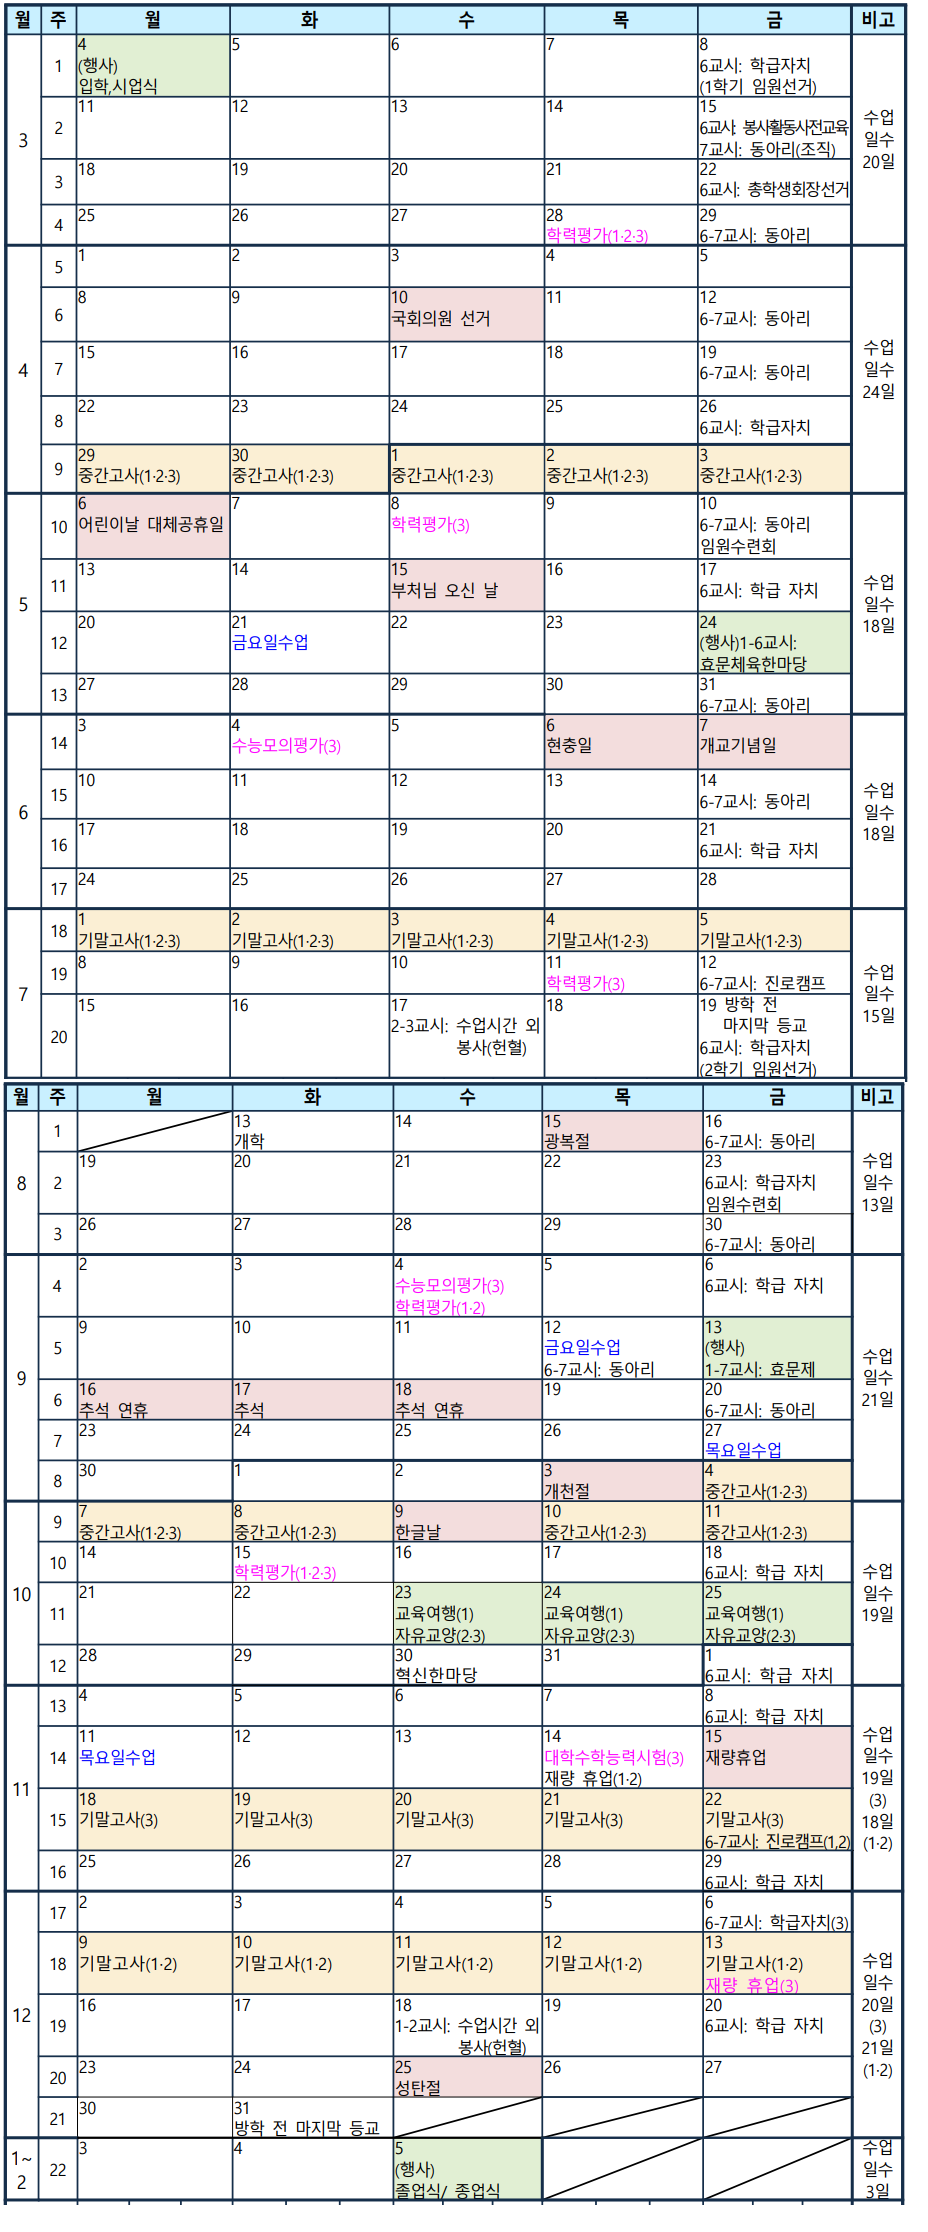 월 주 월 화 수 목 금 비고
3
1
4
(행사)
입학,시업식
5
6
7
8
6교시: 학급자치
(1학기 임원선거)
수업
일수
20일
2
11
12
13
14
15
6교시: 봉사활동사전교육
7교시: 동아리(조직)
3
18
19
20
21
22
6교시: 총학생회장선거
4
25
26
27
28
학력평가(1·2·3)
29
6-7교시: 동아리
4
5
1
2
3
4
5
수업
일수
24일
6
8
9
10
국회의원 선거
11
12
6-7교시: 동아리
7
15
16
17
18
19
6-7교시: 동아리
8
22
23
24
25
26
6교시: 학급자치
9
29
중간고사(1·2·3)
30
중간고사(1·2·3)
1
중간고사(1·2·3)
2
중간고사(1·2·3)
3
중간고사(1·2·3)
5
10
6
어린이날 대체공휴일
7
8
학력평가(3)
9
10
6-7교시: 동아리
임원수련회
수업
일수
18일
11
13
14
15
부처님 오신 날
16
17
6교시: 학급 자치
12
20
21
금요일수업
22
23
24
(행사)1-6교시:
효문체육한마당
13
27
28
29
30
31
6-7교시: 동아리
6
14
3
4
수능모의평가(3)
5
6
현충일
7
개교기념일
수업
일수
18일
15
10
11
12
13
14
6-7교시: 동아리
16
17
18
19
20
21
6교시: 학급 자치
17
24
25
26
27
28
7
18
1
기말고사(1·2·3)
2
기말고사(1·2·3)
3
기말고사(1·2·3)
4
기말고사(1·2·3)
5
기말고사(1·2·3)
수업
일수
15일
19
8
9
10
11
학력평가(3)
12
6-7교시: 진로캠프
20
15
16
17
2-3교시: 수업시간 외
봉사(헌혈)
18
19 방학 전
마지막 등교
6교시: 학급자치
(2학기 임원선거)
월 주 월 화 수 목 금 비고
8
1
13
개학
14
15
광복절
16
6-7교시: 동아리
수업
일수
13일
2
19
20
21
22
23
6교시: 학급자치
임원수련회
3
26
27
28
29
30
6-7교시: 동아리
9
4
2
3
4
수능모의평가(3)
학력평가(1·2)
5
6
6교시: 학급 자치
수업
일수
21일
5
9
10
11
12
금요일수업
6-7교시: 동아리
13
(행사)
1-7교시: 효문제
6
16
추석 연휴
17
추석
18
추석 연휴
19
20
6-7교시: 동아리
7
23
24
25
26
27
목요일수업
8
30
1
2
3
개천절
4
중간고사(1·2·3)
10
9
7
중간고사(1·2·3)
8
중간고사(1·2·3)
9
한글날
10
중간고사(1·2·3)
11
중간고사(1·2·3)
수업
일수
19일
10
14
15
학력평가(1·2·3)
16
17
18
6교시: 학급 자치
11
21
22
23
교육여행(1)
자유교양(2·3)
24
교육여행(1)
자유교양(2·3)
25
교육여행(1)
자유교양(2·3)
12
28
29
30
혁신한마당
31
1
6교시: 학급 자치
11
13
4
5
6
7
8
6교시: 학급 자치
수업
일수
19일
(3)
18일
(1·2)
14
11
목요일수업
12
13
14
대학수학능력시험(3)
재량 휴업(1·2)
15
재량휴업
15
18
기말고사(3)
19
기말고사(3)
20
기말고사(3)
21
기말고사(3)
22
기말고사(3)
6-7교시: 진로캠프(1,2)
16
25
26
27
28
29
6교시: 학급 자치
12
17
2
3
4
5
6
6-7교시: 학급자치(3)
수업
일수
20일
(3)
21일
(1·2)
18
9
기말고사(1·2)
10
기말고사(1·2)
11
기말고사(1·2)
12
기말고사(1·2)
13
기말고사(1·2)
재량 휴업(3)
19
16
17
18
1-2교시: 수업시간 외
봉사(헌혈)
19
20
6교시: 학급 자치
20
23
24
25
성탄절
26
27
21
30
31
방학 전 마지막 등교
1~
2
22
3
4
5
(행사)
졸업식/ 종업식
수업
일수
3일